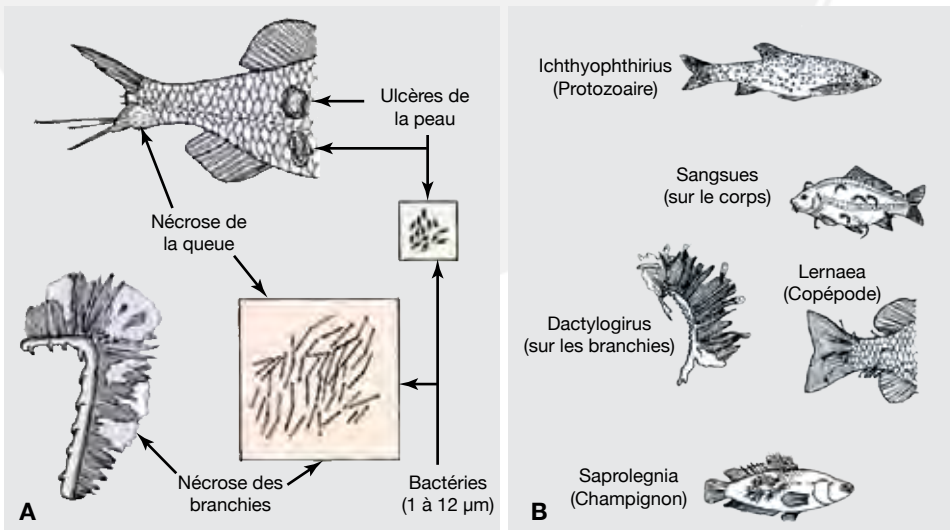 Ulcères de
la peau
Nécrose de
la queue
Nécrose des
branchies
Bactéries
(1 à 12 µm)
A
Ichthyophthirius
(Protozoaire)
Sangsues
(sur le corps)
Lernaea
(Copépode)
Dactylogirus
(sur les branchies)
Saprolegnia
(Champignon)
B